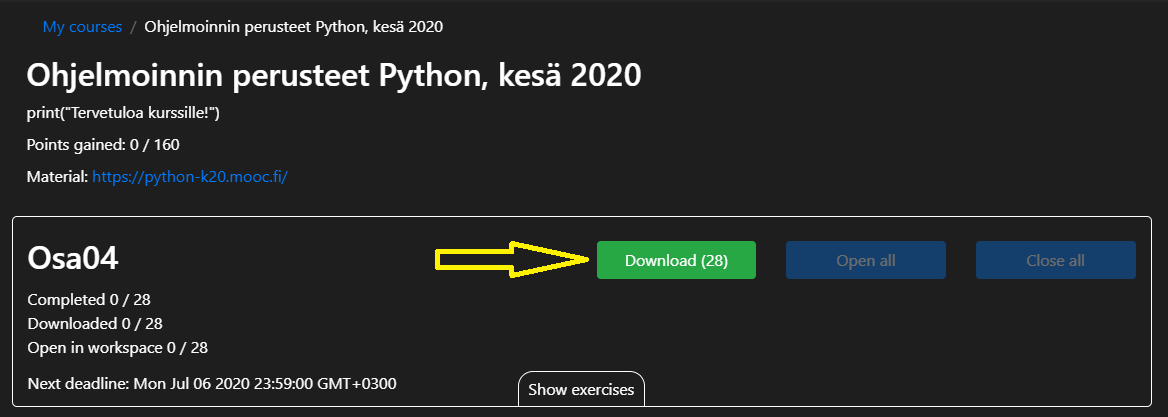 My courses / Ohjelmoinnin perusteet Python, kesä 2020
Ohjelmoinnin perusteet Python, kesä 2020
print("Tervetuloa kurssille!")
Points gained: 0 / 160
Material: https://python-k20.mooc.fi/
Osa04
Download (28)
Open all
Close all
Completed 0 / 28
Downloaded 0 / 28
Open in workspace 0 / 28
Next deadline: Mon Jul 06 2020 23:59:00 GMT+0300
Show exercises